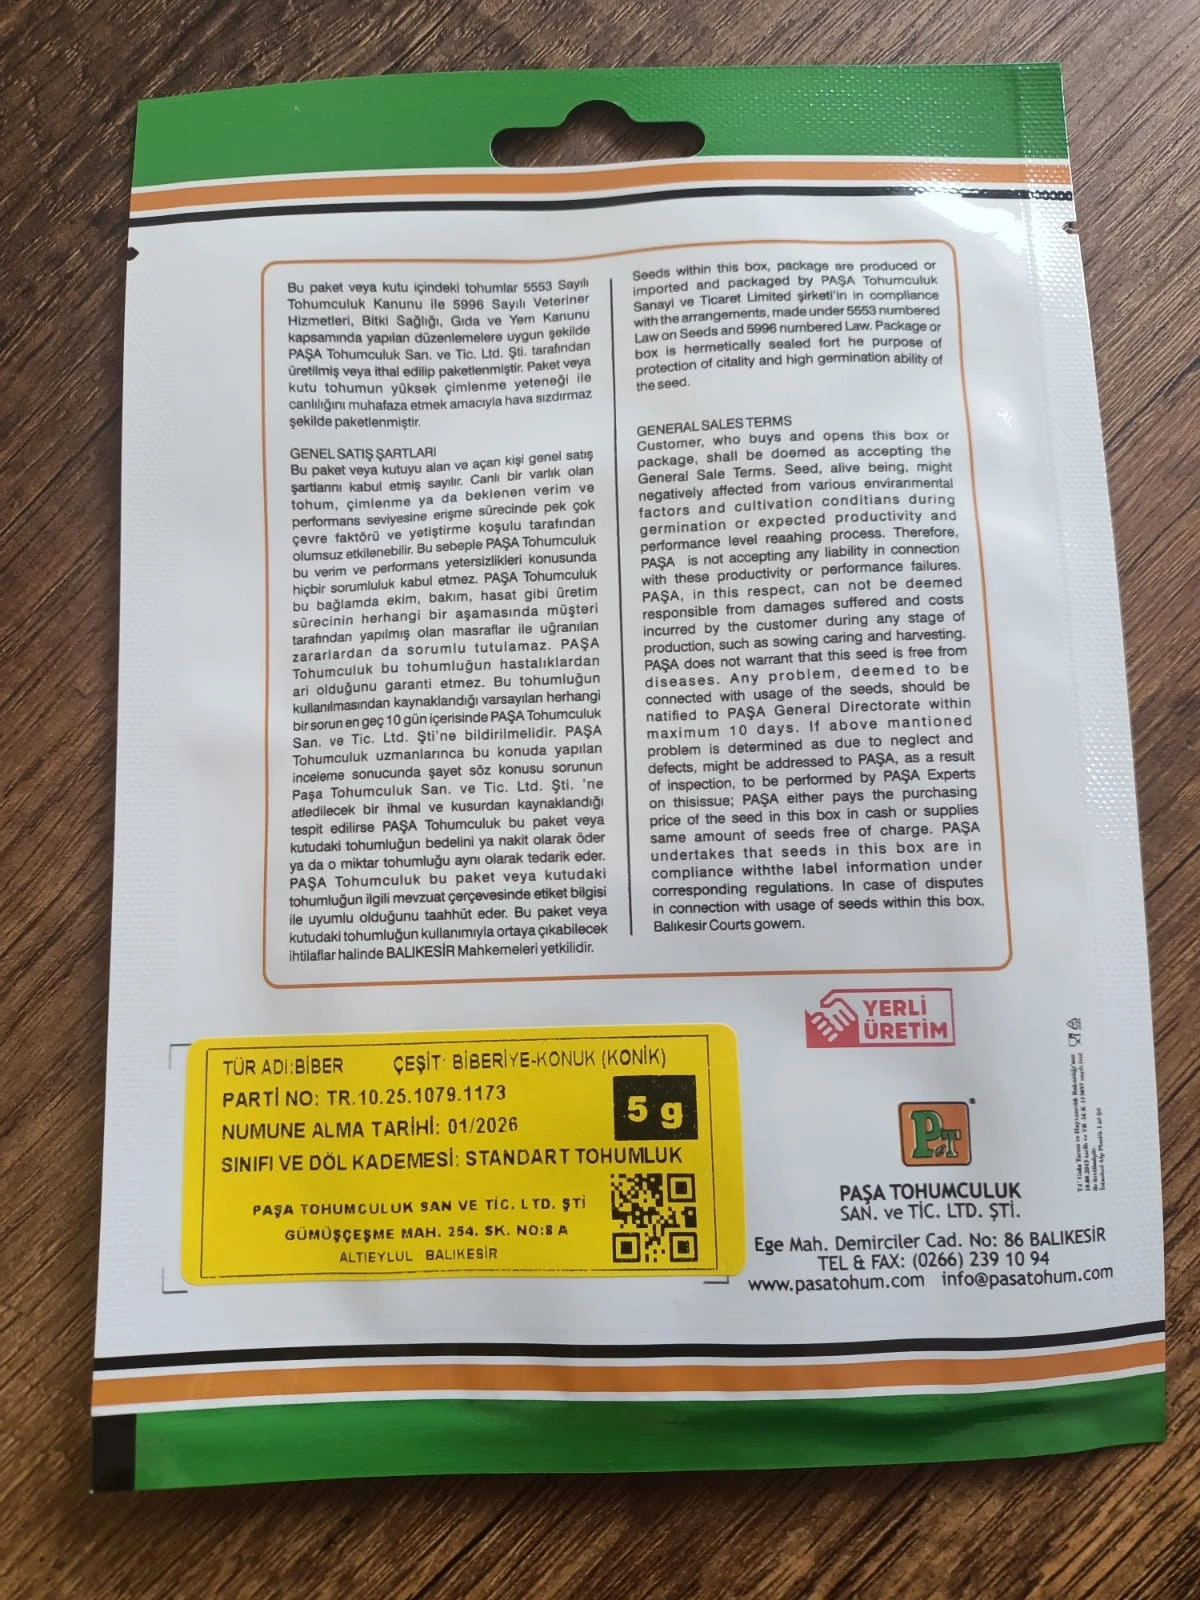 Bu paket veya kutu içindeki tohumlar 5553 Sayılı
Tohumculuk Kanunu ile 5996 Sayılı Veteriner
Hizmetleri, Bitki Sağlığı, Gıda ve Yem Kanunu
kapsamında yapılan düzenlemelere uygun şekilde
PAŞA Tohumculuk San. ve Tic. Ltd. Şti. tarafından
üretilmiş veya ithal edilip paketlenmiştir. Paket veya
kutu tohumun yüksek çimlenme yeteneği ile
canlılığını muhafaza etmek amacıyla hava sızdırmaz
şekilde paketlenmiştir.
GENEL SATIŞ ŞARTLARI
Bu paket veya kutuyu alan ve açan kişi genel satış
şartlarını kabul etmiş sayılır. Canlı bir varlık olan
tohum, çimlenme ya da beklenen verim ve
performans seviyesine erişme sürecinde pek çok
çevre faktörü ve yetiştirme koşulu tarafından
olumsuz etkilenebilir. Bu sebeple PAŞA Tohumculuk
bu verim ve performans yetersizlikleri konusunda
hiçbir sorumluluk kabul etmez. PAŞA Tohumculuk
bu bağlamda ekim, bakım, hasat gibi üretim
sürecinin herhangi bir aşamasında müşteri
tarafından yapılmış olan masraflar ile uğranılan
zararlardan da sorumlu tutulamaz. PAŞA
Tohumculuk bu tohumluğun hastalıklardan
ari olduğunu garanti etmez. Bu tohumluğun
kullanılmasından kaynaklandığı varsayılan herhangi
bir sorun en geç 10 gün içerisinde PAŞA Tohumculuk
San. ve Tic. Ltd. Şti'ne bildirilmelidir. PAŞA
Tohumculuk uzmanlarınca bu konuda yapılan
inceleme sonucunda şayet söz konusu sorunun
Paşa Tohumculuk San. ve Tic. Ltd. Şti. 'ne
atledilecek bir ihmal ve kusurdan kaynaklandığı
tespit edilirse PAŞA Tohumculuk bu paket veya
kutudaki tohumluğun bedelini ya nakit olarak öder
ya da o miktar tohumluğu aynı olarak tedarik eder.
PAŞA Tohumculuk bu paket veya kutudaki
tohumluğun ilgili mevzuat çerçevesinde etiket bilgisi
ile uyumlu olduğunu taahhüt eder. Bu paket veya
kutudaki tohumluğun kullanımıyla ortaya çıkabilecek
ihtilaflar halinde BALIKESİR Mahkemeleri yetkilidir.
Seeds within this box, package are produced or
imported and packaged by PAŞA Tohumculuk
Sanayi ve Ticaret Limited şirketi'in in compliance
with the arrangements, made under 5553 numbered
Law on Seeds and 5996 numbered Law. Package or
box is hermetically sealed fort he purpose of
protection of citality and high germination ability of
the seed.
GENERAL SALES TERMS
Customer, who buys and opens this box or
package, shall be doemed as accepting the
General Sale Terms. Seed, alive being, might
negatively affected from various enviranmental
factors and cultivation conditians during
germination or expected productivity and
performance level reaahing process. Therefore,
PAŞA is not accepting any liability in connection
with these productivity or performance failures.
PAŞA, in this respect, can not be deemed
responsible from damages suffered and costs
incurred by the customer during any stage of
production, such as sowing caring and harvesting.
PAŞA does not warrant that this seed is free from
diseases. Any problem, deemed to be
connected with usage of the seeds, should be
natified to PAŞA General Directorate within
maximum 10 days. If above mantioned
problem is determined as due to neglect and
defects, might be addressed to PAŞA, as a result
of inspection, to be performed by PAŞA Experts
on thisissue; PAŞA either pays the purchasing
price of the seed in this box in cash or supplies
same amount of seeds free of charge. PAŞA
undertakes that seeds in this box are in
compliance withthe label information under
corresponding regulations. In case of disputes
in connection with usage of seeds within this box,
Balıkesir Courts gowem.
YERLİ
ÜRETİM
TÜR ADI:BİBER ÇEŞİT: BİBERİYE-KONUK (KONİK)
PARTİ NO: TR.10.25.1079.1173
5 g
NUMUNE ALMA TARİHİ: 01/2026
SINIFI VE DÖL KADEMESİ: STANDART TOHUMLUK
PAŞA TOHUMCULUK SAN VE TİC. LTD. ŞTİ
GÜMÜŞÇEŞME MAH. 254. SK. NO:8 A
ALTIEYLUL BALIKESİR
PT
PAŞA TOHUMCULUK
SAN. ve TİC. LTD. ŞTİ.
Ege Mah. Demirciler Cad. No: 86 BALIKESİR
TEL & FAX: (0266) 239 10 94
www.pasatohum.com info@pasatohum.com